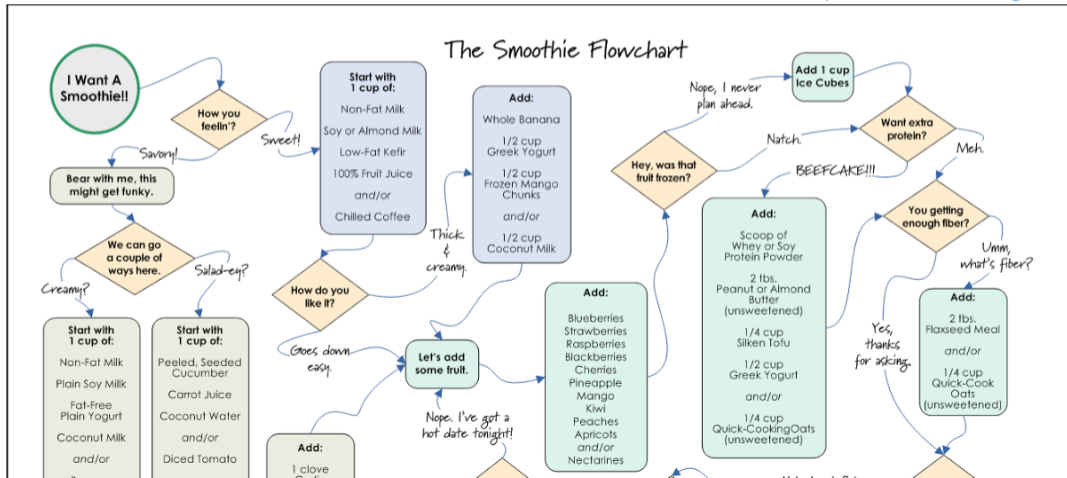 The Smoothie Flowchart
I Want A
Smoothie!!
How you
feelin'?
Savory!
Sweet!
Bear with me, this
might get funky.
We can go
a couple of
ways here.
Creamy?
Salad-ey?
Start with
1 cup of:
Non-Fat Milk
Plain Soy Millk
Fat-Free
Plain Yogurt
Coconut Milk
and/or
Start with
1 cup of:
Peeled, Seeded
Cucumber
Carrot Juice
Coconut Water
and/or
Diced Tomato
Start with
1 cup of:
Non-Fat Milk
Soy or Almond Milk
Low-Fat Kefir
100% Fruit Juice
and/or
Chilled Coffee
How do you
like it?
Thick
&
creamy.
Goes down
easy.
Add:
Whole Banana
1/2 cup
Greek Yogurt
1/2 cup
Frozen Mango
Chunks
and/or
1/2 cup
Coconut Milk
Let's add
some fruit.
Nope. I've got a
hot date tonight!
Add:
1 clove
Add:
Blueberries
Strawberries
Raspberries
Blackberries
Cherries
Pineapple
Mango
Kiwi
Peaches
Apricots
and/or
Nectarines
Hey, was that
fruit frozen?
Nope, I never
plan ahead.
Natch.
Add 1 cup
Ice Cubes
Want extra
protein?
BEEFCAKE!!!
Meh.
Add:
Scoop of
Whey or Soy
Protein Powder
2 tbs.
Peanut or Almond
Butter
(unsweetened)
1/4 cup
Silken Tofu
1/2 cup
Greek Yogurt
and/or
1/4 cup
Quick-CookingOats
(unsweetened)
You getting
enough fiber?
Umm,
what's fiber?
Yes,
thanks
for asking.
Add:
2 tbs.
Flaxseed Meal
and/or
1/4 cup
Quick-Cook
Oats
(unsweetened)